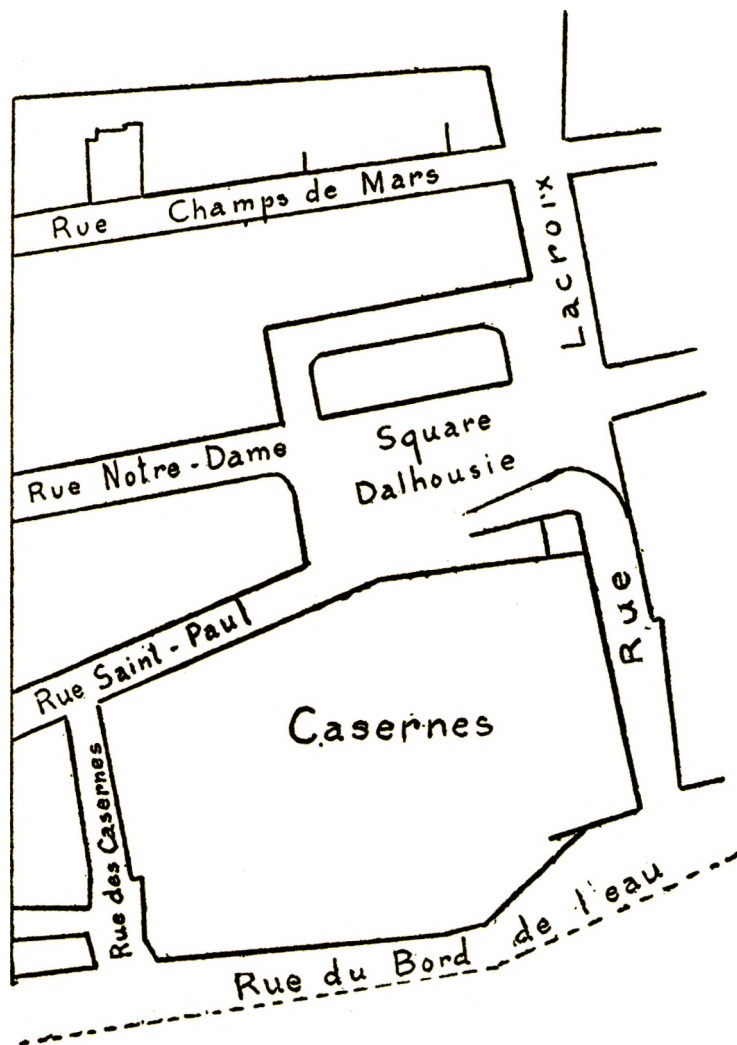 Rue Champs de Mars
Lacroix
Rue Notre-Dame
Square
Dalhousie
Rue
Rue Saint-Paul
Casernes
Rue des Casernes
Rue du Bord de l'eau